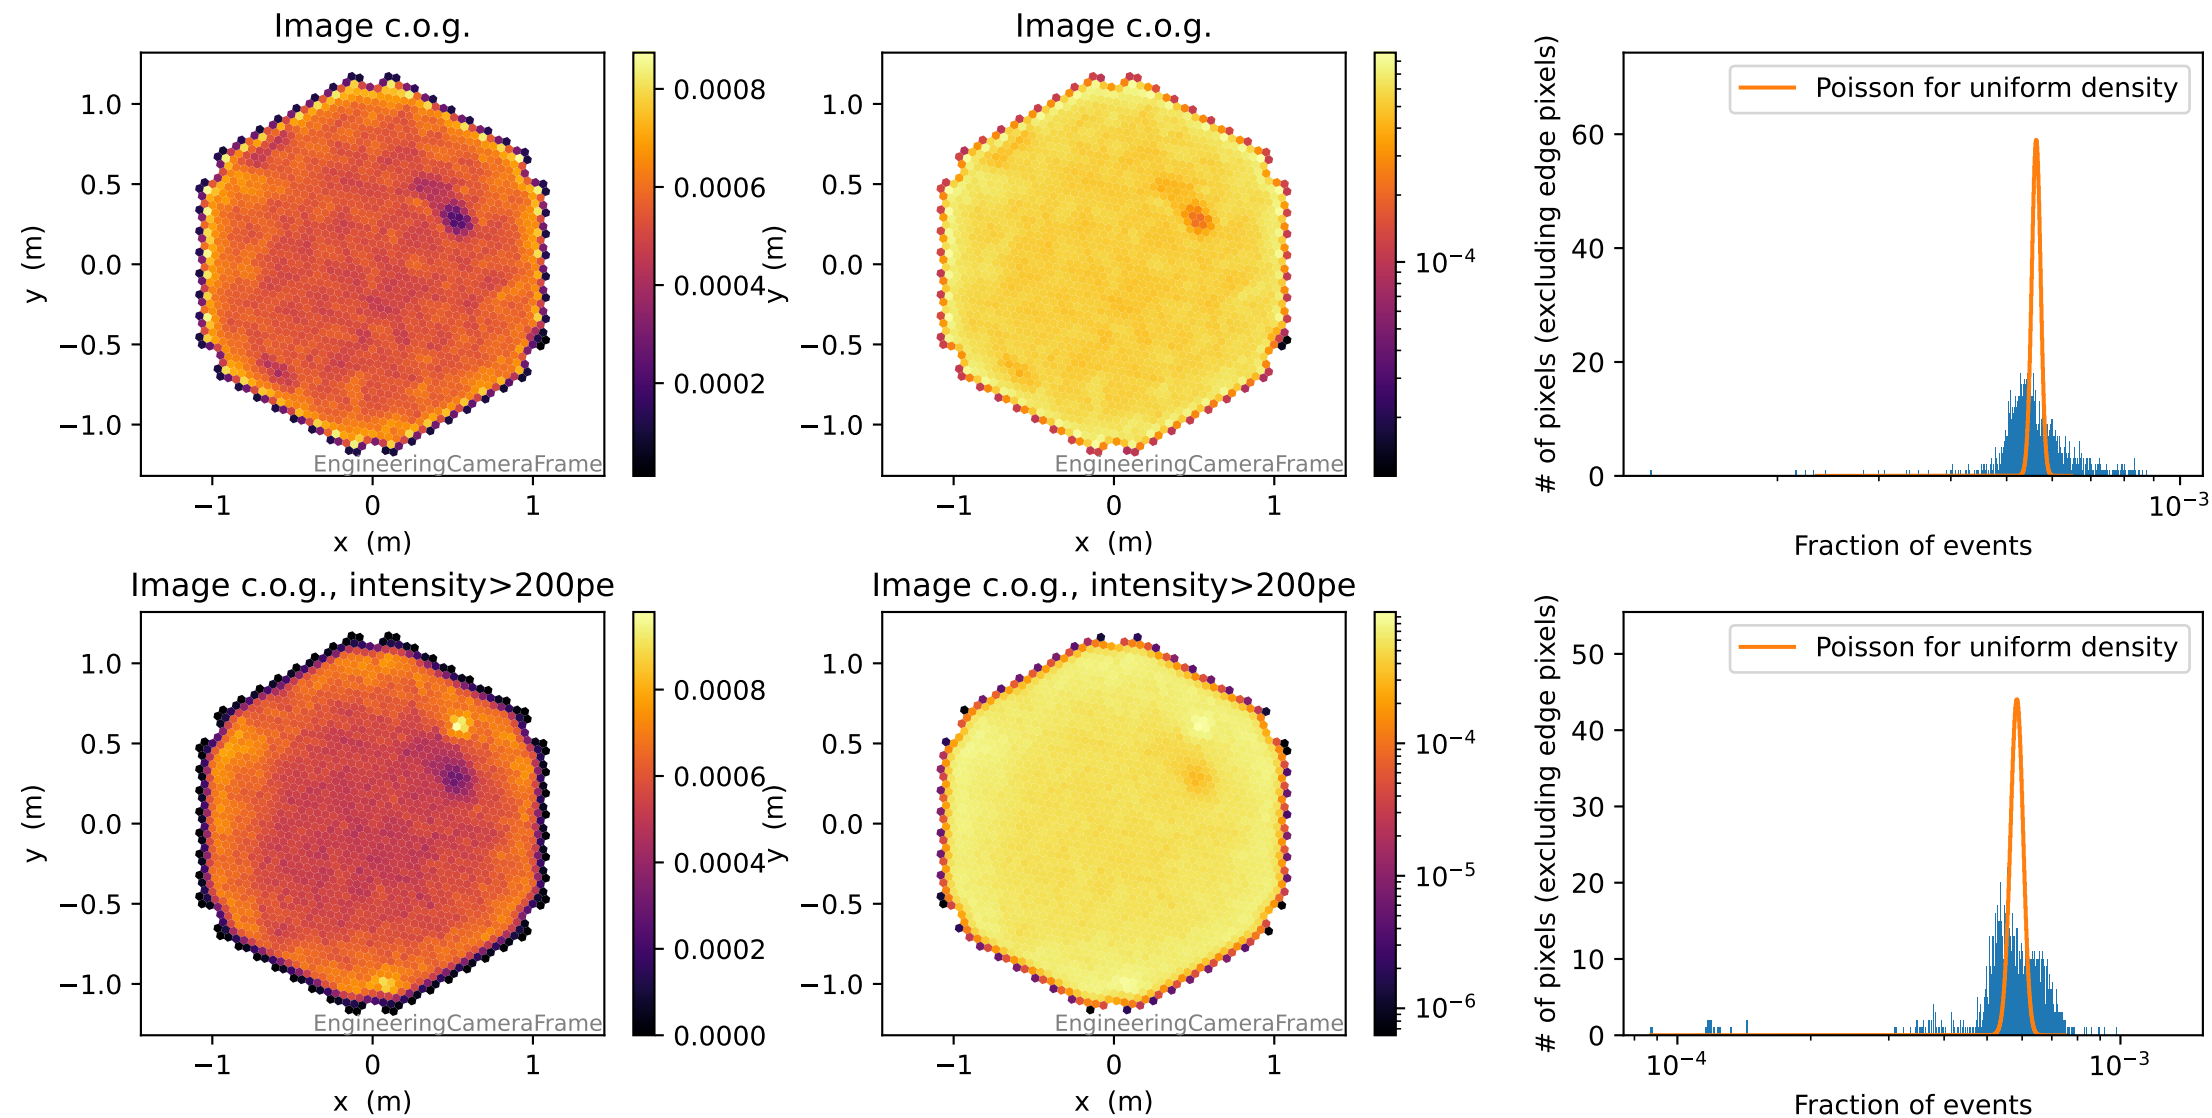 Image c.o.g.
y (m)
1.0
0.5
0.0
−0.5
−1.0
EngineeringCameraFrame
−1 0 1
x (m)
0.0008
0.0006
0.0004
0.0002
Image c.o.g.
y (m)
1.0
0.5
0.0
−0.5
−1.0
EngineeringCameraFrame
−1 0 1
x (m)
10−4
# of pixels (excluding edge pixels)
60
40
20
0
Poisson for uniform density
10−3
Fraction of events
Image c.o.g., intensity>200pe
y (m)
1.0
0.5
0.0
−0.5
−1.0
EngineeringCameraFrame
−1 0 1
x (m)
0.0008
0.0006
0.0004
0.0002
0.0000
Image c.o.g., intensity>200pe
y (m)
1.0
0.5
0.0
−0.5
−1.0
EngineeringCameraFrame
−1 0 1
x (m)
10−4
10−5
10−6
# of pixels (excluding edge pixels)
50
40
30
20
10
0
Poisson for uniform density
10−4 10−3
Fraction of events